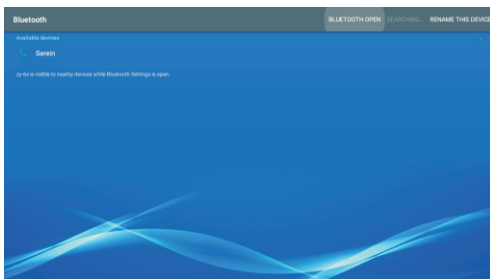 Bluetooth BLUETOOTH OPEN SEARCHING... RENAME THIS DEVICE
Available devices
Serein
zy-6s is visible to nearby devices while Bluetooth Settings is open.